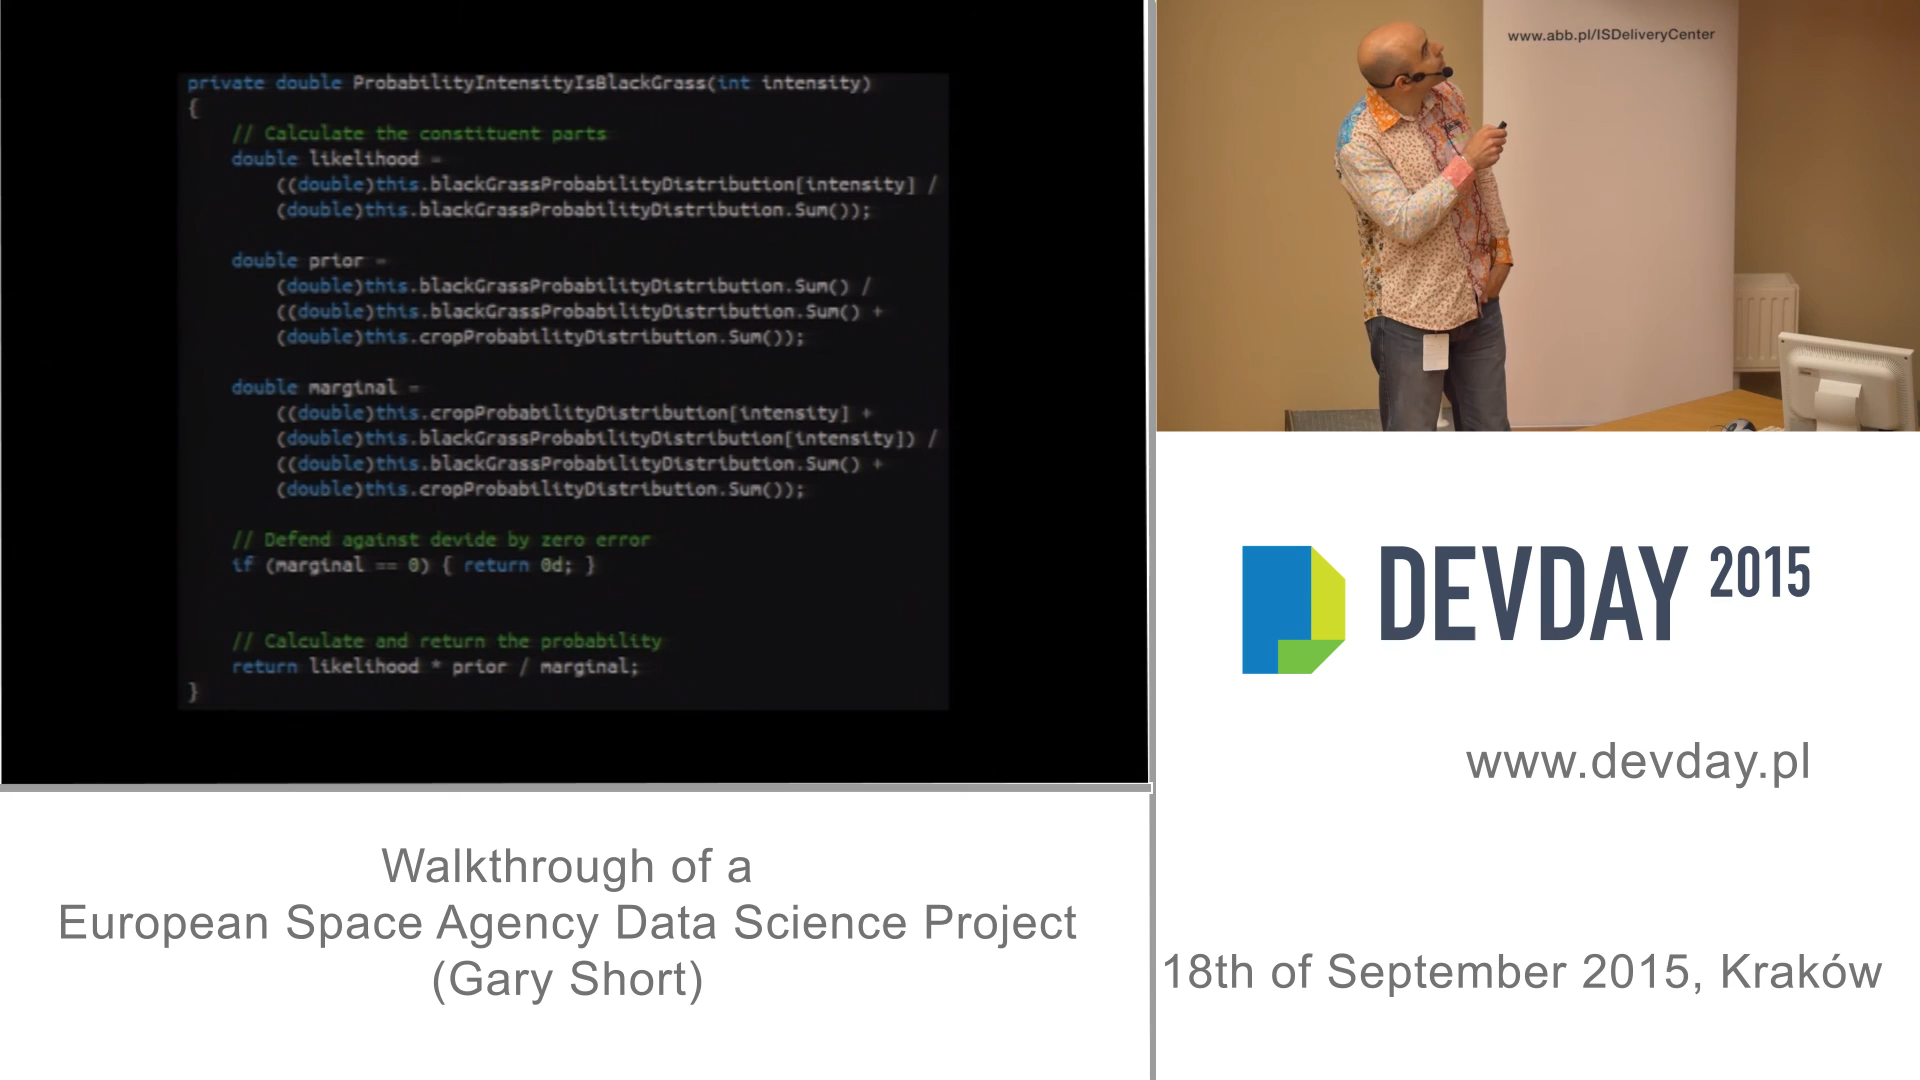 private double ProbabilityIntensityIsBlackGrass(int intensity)
{
// Calculate the constituent parts
double likelihood =
((double)this.blackGrassProbabilityDistribution[intensity] /
(double)this.blackGrassProbabilityDistribution.Sum());
double prior =
(double)this.blackGrassProbabilityDistribution.Sum() /
((double)this.blackGrassProbabilityDistribution.Sum() +
(double)this.cropProbabilityDistribution.Sum());
double marginal =
((double)this.cropProbabilityDistribution[intensity] +
(double)this.blackGrassProbabilityDistribution[intensity]) /
((double)this.blackGrassProbabilityDistribution.Sum() +
(double)this.cropProbabilityDistribution.Sum());
// Defend against devide by zero error
if (marginal == 0) { return 0d; }
// Calculate and return the probability
return likelihood * prior / marginal;
}
www.abb.pl/ISDeliveryCenter
DEVDAY 2015
www.devday.pl
Walkthrough of a
European Space Agency Data Science Project
(Gary Short)
18th of September 2015, Kraków